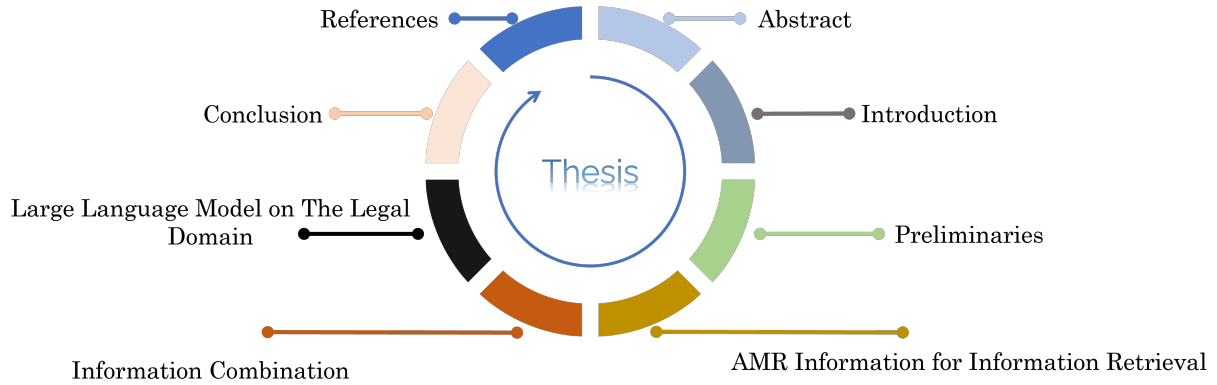 References
Abstract
Conclusion
Introduction
Thesis
Large Language Model on The Legal
Domain
Preliminaries
Information Combination
AMR Information for Information Retrieval